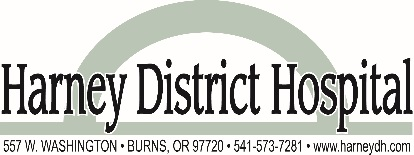 Harney District Hospital
557 W. WASHINGTON • BURNS, OR 97720 • 541-573-7281 • www.harneydh.com